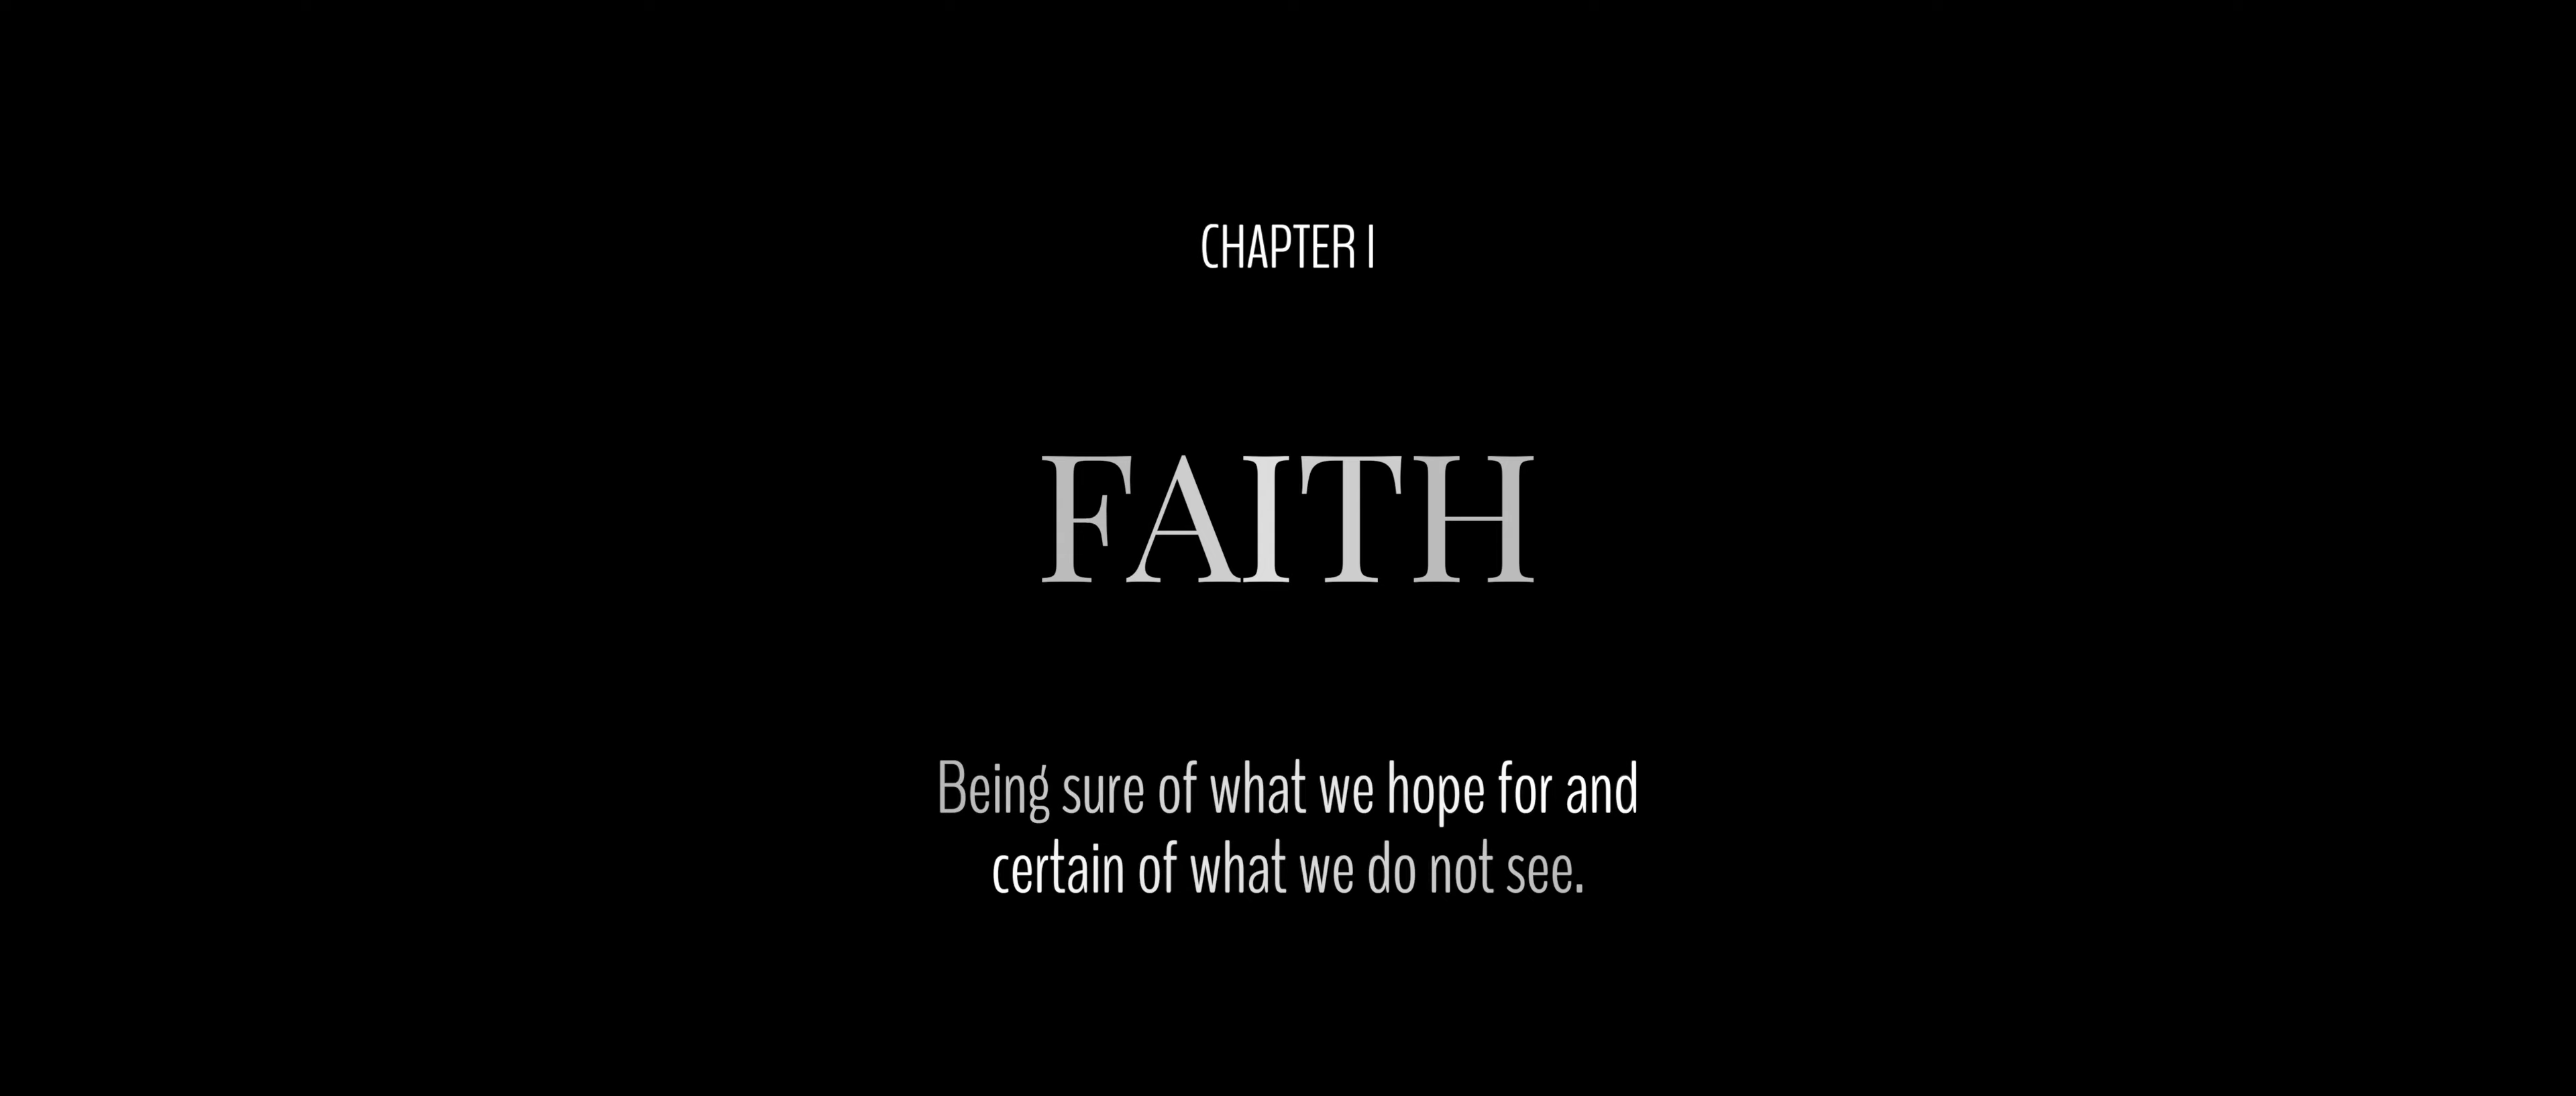 CHAPTER I
FAITH
Being sure of what we hope for and
certain of what we do not see.